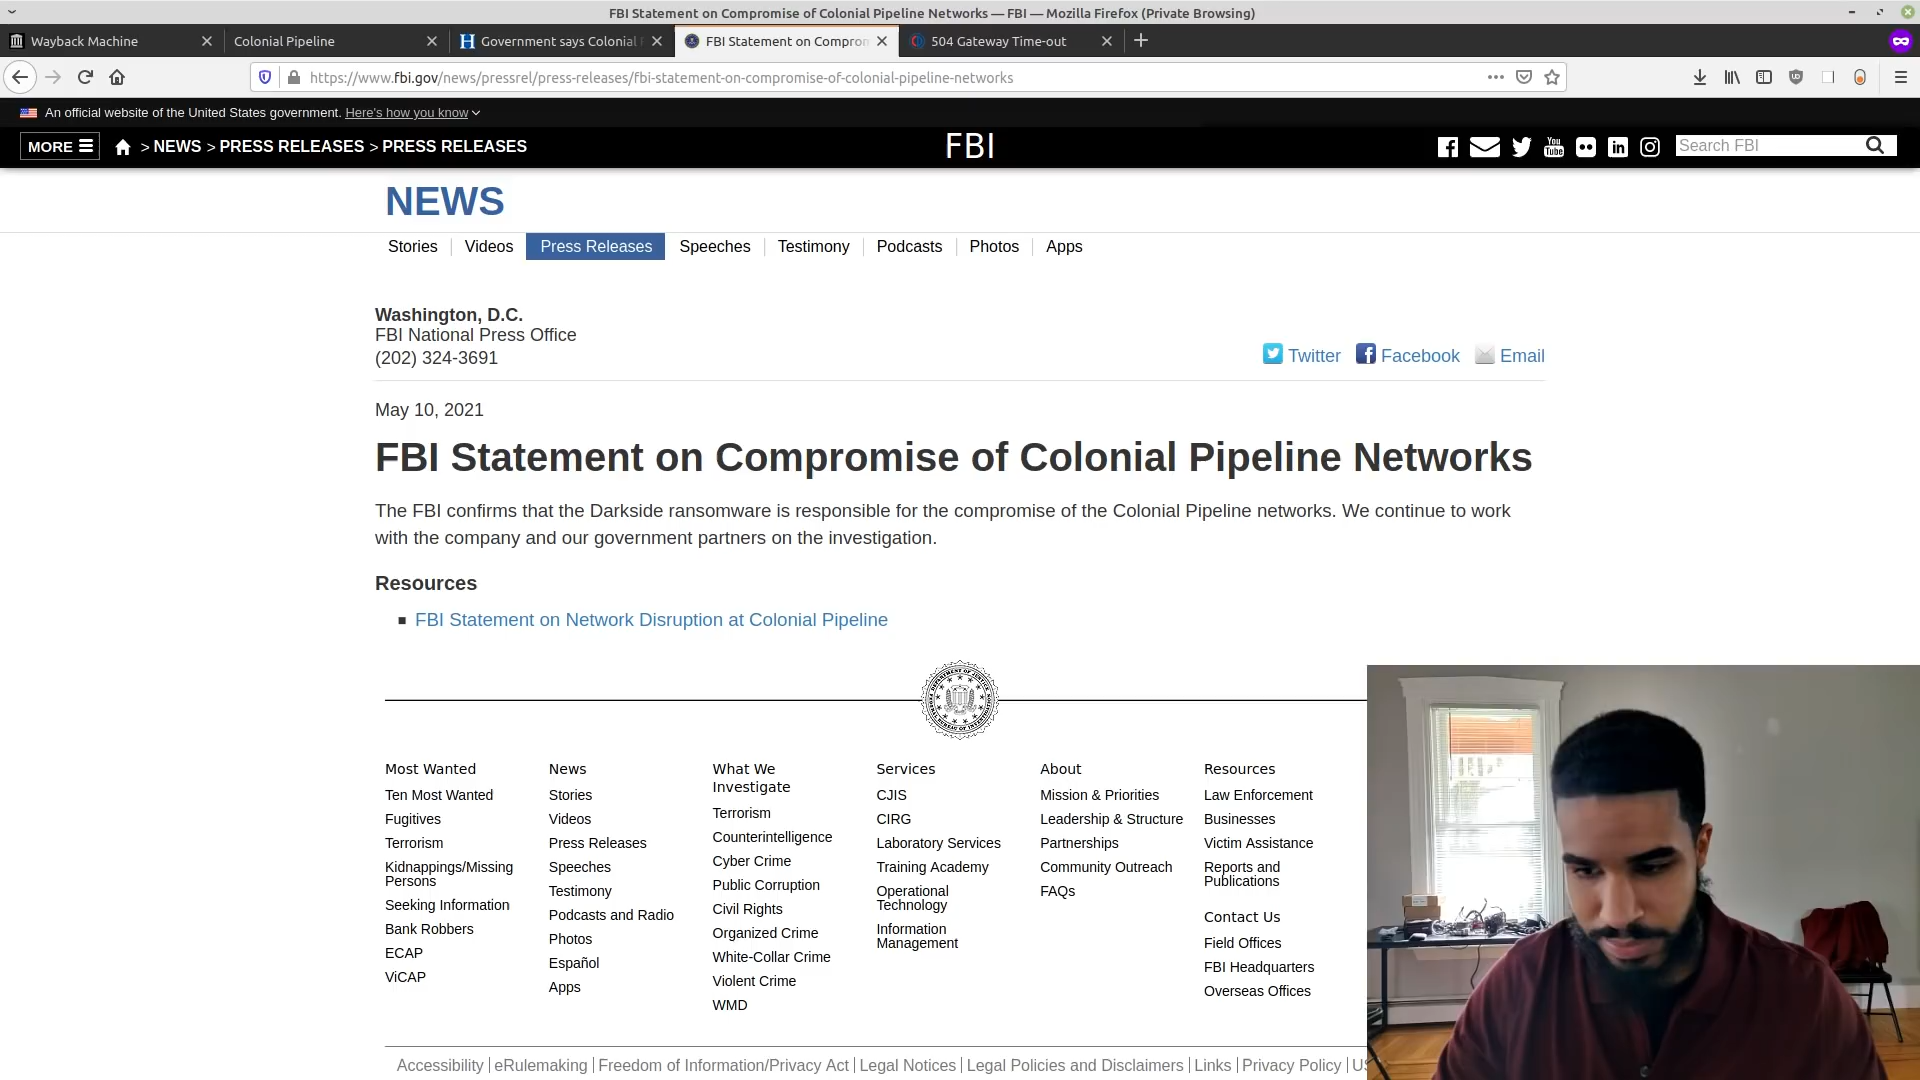 FBI Statement on Compromise of Colonial Pipeline Networks — FBI — Mozilla Firefox (Private Browsing)
Wayback Machine
Colonial Pipeline
Government says Colonial
FBI Statement on Compron
504 Gateway Time-out
https://www.fbi.gov/news/pressrel/press-releases/fbi-statement-on-compromise-of-colonial-pipeline-networks
An official website of the United States government. Here's how you know
MORE > NEWS > PRESS RELEASES > PRESS RELEASES
FBI
You Tube
Search FBI
NEWS
Stories Videos Press Releases Speeches Testimony Podcasts Photos Apps
Washington, D.C.
FBI National Press Office
(202) 324-3691
Twitter Facebook Email
May 10, 2021
FBI Statement on Compromise of Colonial Pipeline Networks
The FBI confirms that the Darkside ransomware is responsible for the compromise of the Colonial Pipeline networks. We continue to work
with the company and our government partners on the investigation.
Resources
FBI Statement on Network Disruption at Colonial Pipeline
Most Wanted
Ten Most Wanted
Fugitives
Terrorism
Kidnappings/Missing
Persons
Seeking Information
Bank Robbers
ECAP
ViCAP
News
Stories
Videos
Press Releases
Speeches
Testimony
Podcasts and Radio
Photos
Español
Apps
What We
Investigate
Terrorism
Counterintelligence
Cyber Crime
Public Corruption
Civil Rights
Organized Crime
White-Collar Crime
Violent Crime
WMD
Services
CJIS
CIRG
Laboratory Services
Training Academy
Operational
Technology
Information
Management
About
Mission & Priorities
Leadership & Structure
Partnerships
Community Outreach
FAQs
Resources
Law Enforcement
Businesses
Victim Assistance
Reports and
Publications
Contact Us
Field Offices
FBI Headquarters
Overseas Offices
Accessibility | eRulemaking | Freedom of Information/Privacy Act | Legal Notices | Legal Policies and Disclaimers | Links | Privacy Policy |